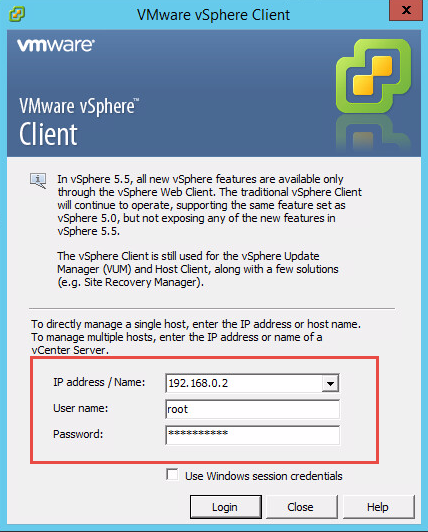 VMware vSphere Client
x
vmware®
VMware vSphere™
Client
In vSphere 5.5, all new vSphere features are available only
through the vSphere Web Client. The traditional vSphere Client
will continue to operate, supporting the same feature set as
vSphere 5.0, but not exposing any of the new features in
vSphere 5.5.
The vSphere Client is still used for the vSphere Update
Manager (VUM) and Host Client, along with a few solutions
(e.g. Site Recovery Manager).
To directly manage a single host, enter the IP address or host name.
To manage multiple hosts, enter the IP address or name of a
vCenter Server.
IP address / Name: 192.168.0.2
User name: root
Password: **********
Use Windows session credentials
Login Close Help